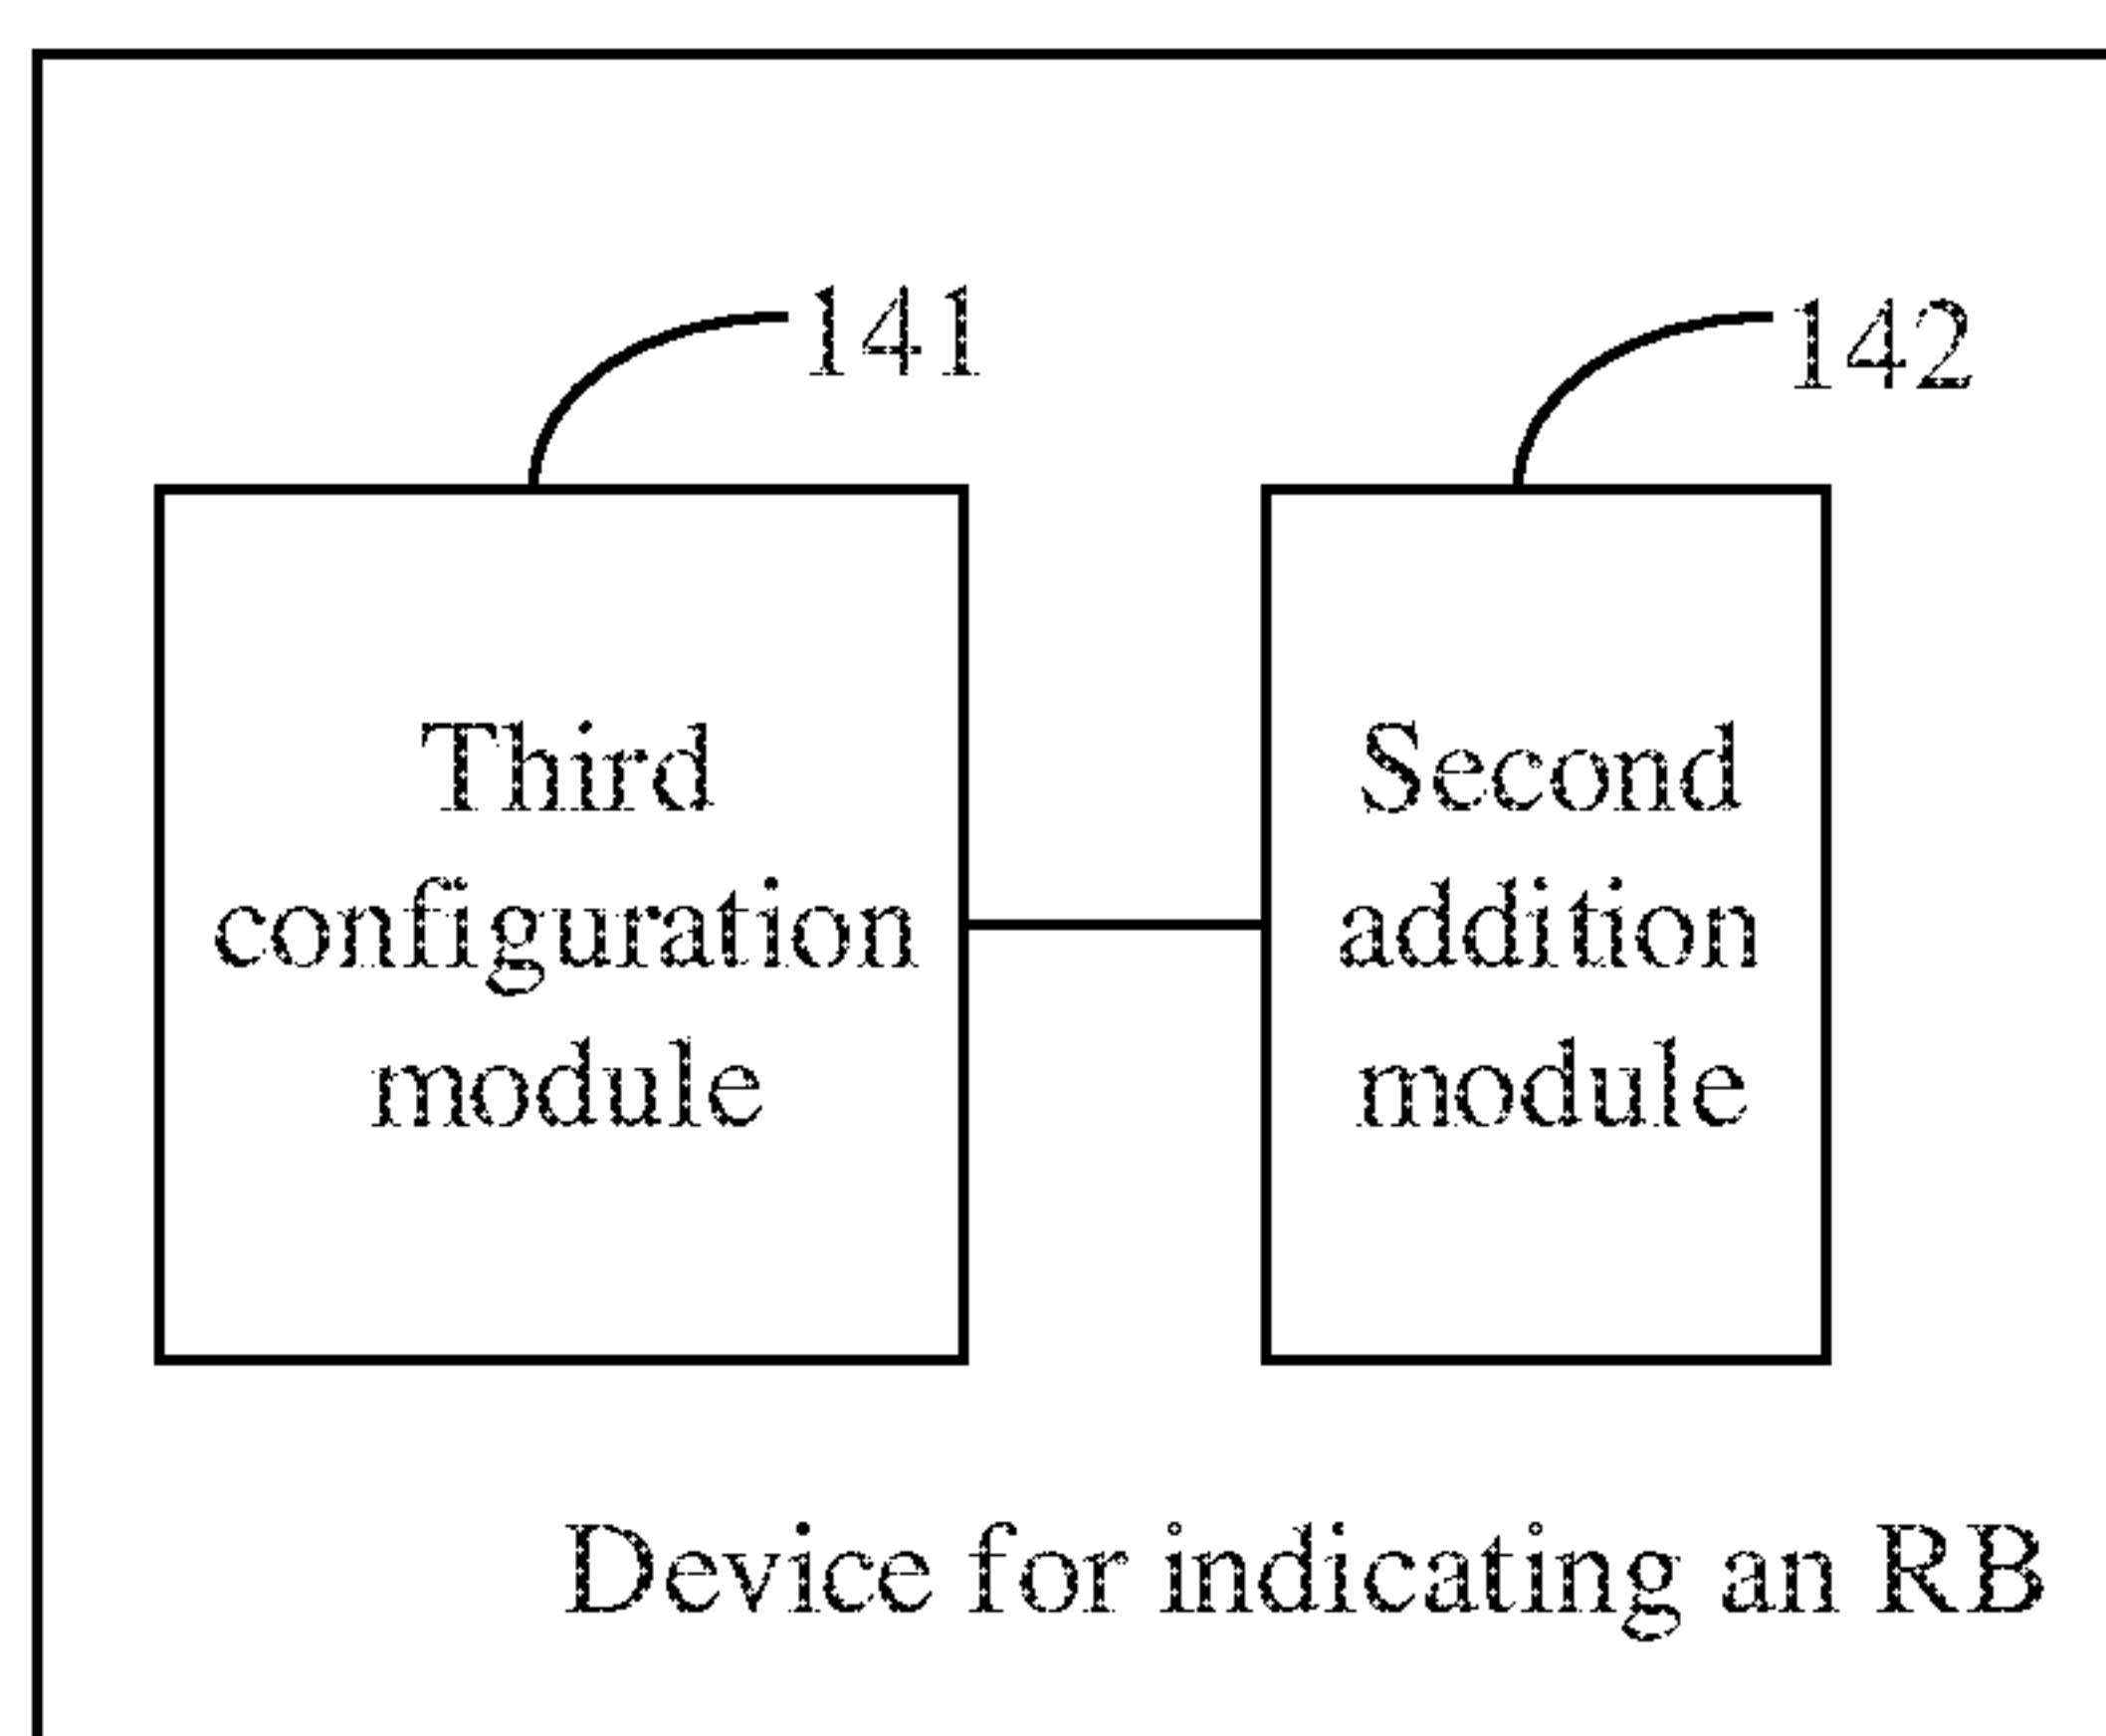 141
142
Third
configuration
module
Second
addition
module
Device for indicating an RB